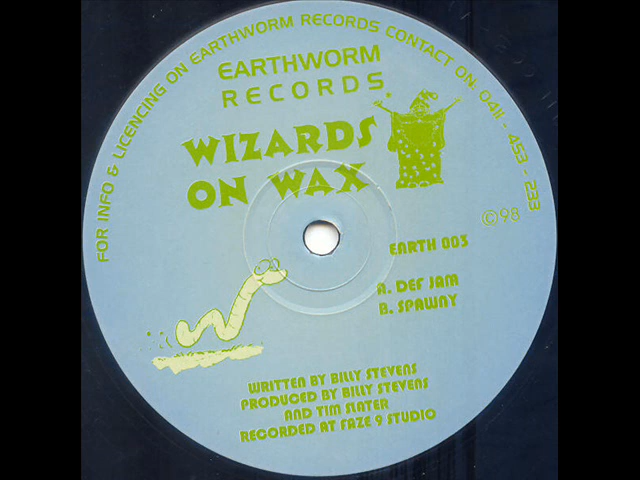 FOR INFO & LICENCING ON EARTHWORM RECORDS CONTACT ON: 0411 - 453 - 233
EARTHWORM
RECORDS
WIZARDS
ON WAX
©98
EARTH 003
A. DEF JAM
B. SPAWNY
WRITTEN BY BILLY STEVENS
PRODUCED BY BILLY STEVENS
AND TIM SLATER
RECORDED AT FAZE 9 STUDIO